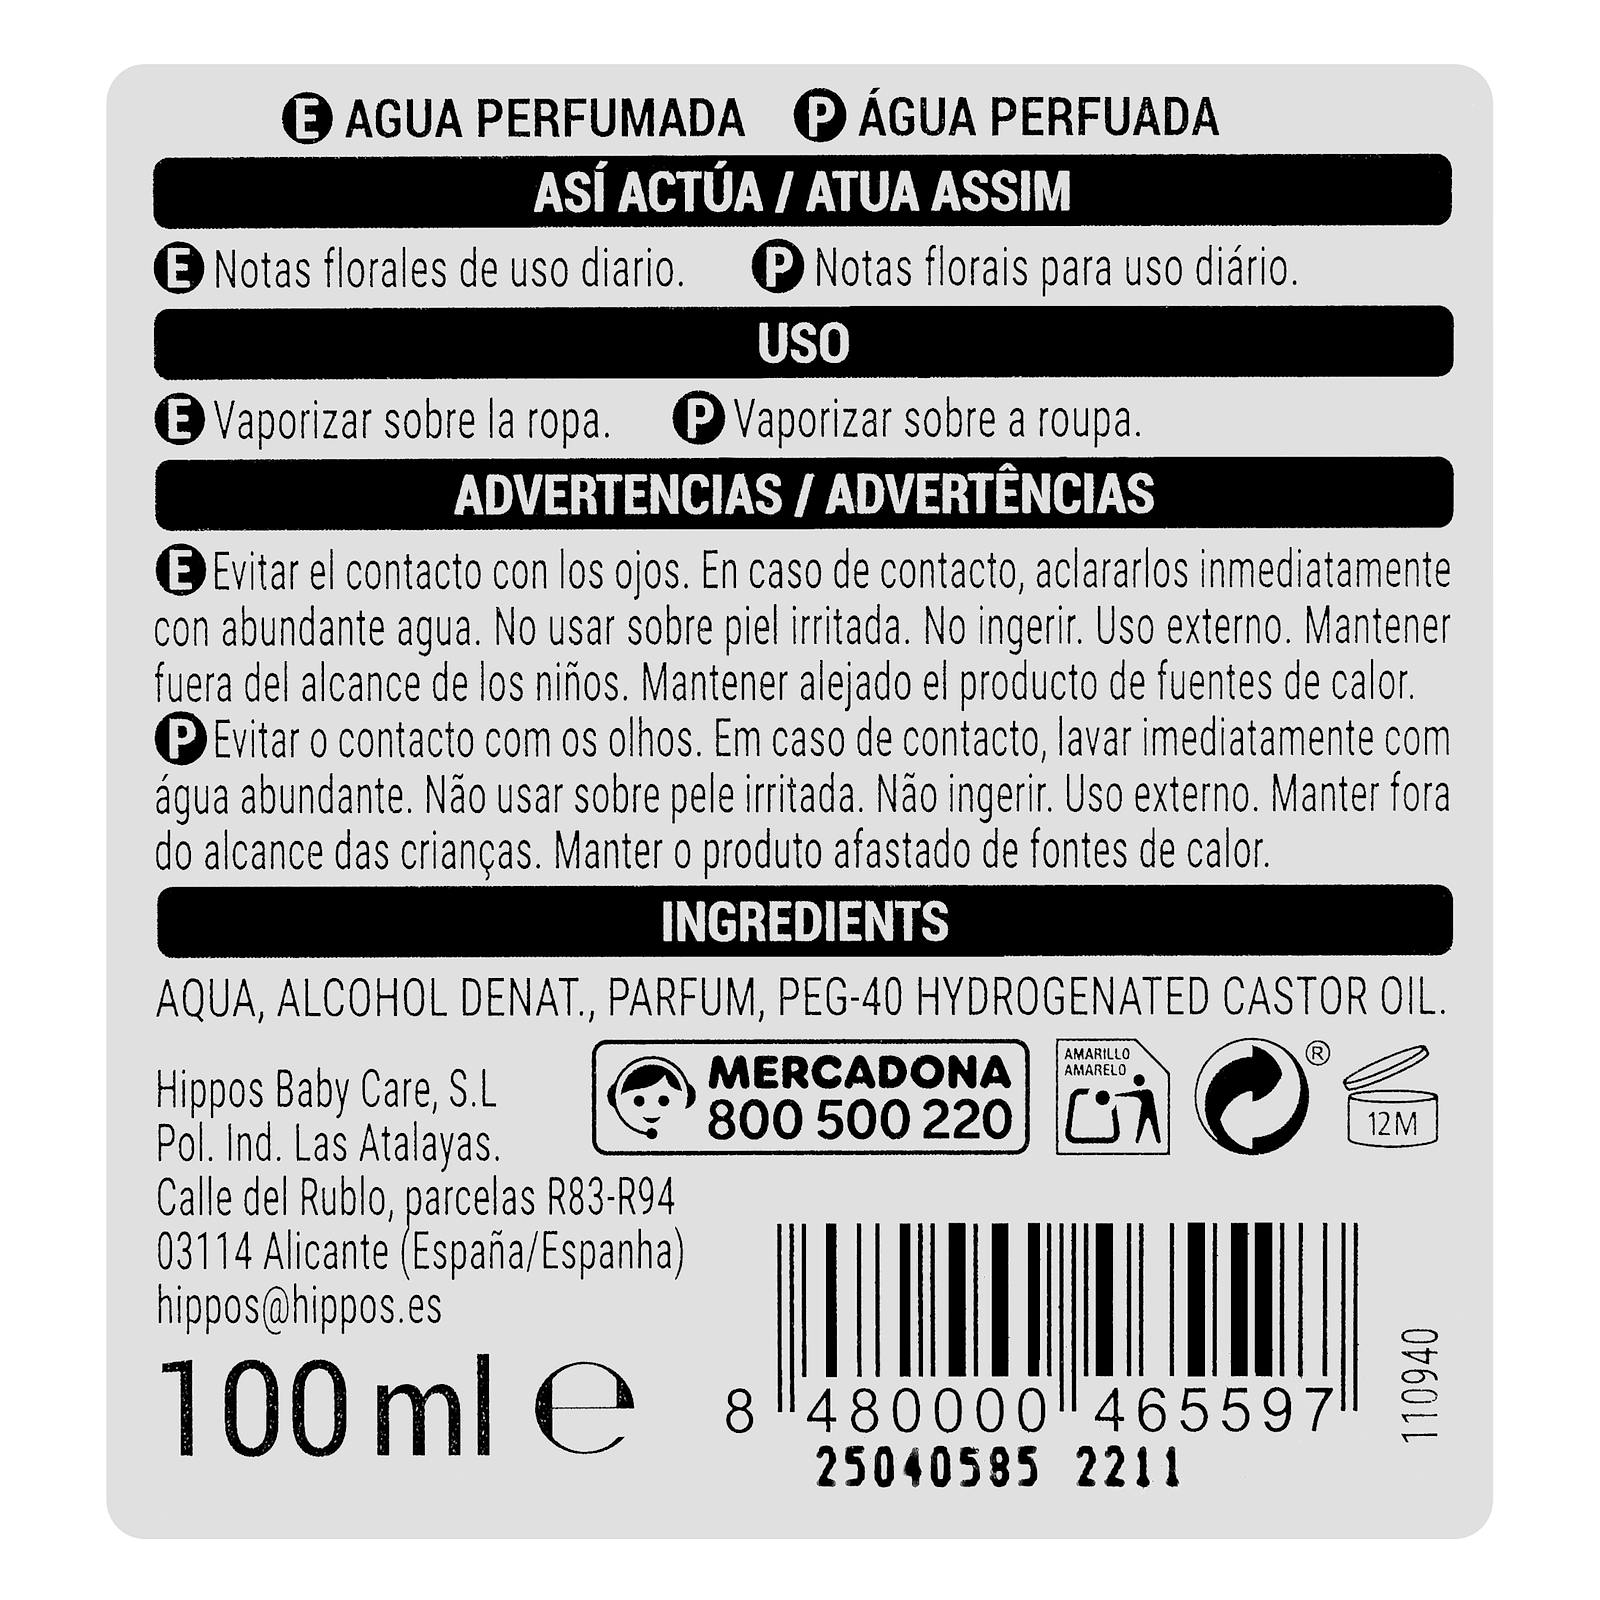 E AGUA PERFUMADA P ÁGUA PERFUADA
ASÍ ACTÚA / ATUA ASSIM
E Notas florales de uso diario. P Notas florais para uso diário.
USO
E Vaporizar sobre la ropa. P Vaporizar sobre a roupa.
ADVERTENCIAS / ADVERTÊNCIAS
E Evitar el contacto con los ojos. En caso de contacto, aclararlos inmediatamente
con abundante agua. No usar sobre piel irritada. No ingerir. Uso externo. Mantener
fuera del alcance de los niños. Mantener alejado el producto de fuentes de calor.
P Evitar o contacto com os olhos. Em caso de contacto, lavar imediatamente com
água abundante. Não usar sobre pele irritada. Não ingerir. Uso externo. Manter fora
do alcance das crianças. Manter o produto afastado de fontes de calor.
INGREDIENTS
AQUA, ALCOHOL DENAT., PARFUM, PEG-40 HYDROGENATED CASTOR OIL.
Hippos Baby Care, S.L
Pol. Ind. Las Atalayas.
Calle del Rublo, parcelas R83-R94
03114 Alicante (España/Espanha)
hippos@hippos.es
MERCADONA
800 500 220
AMARILLO
AMARELO
®
12M
100 ml e
8 480000 465597
25040585 2211
110940